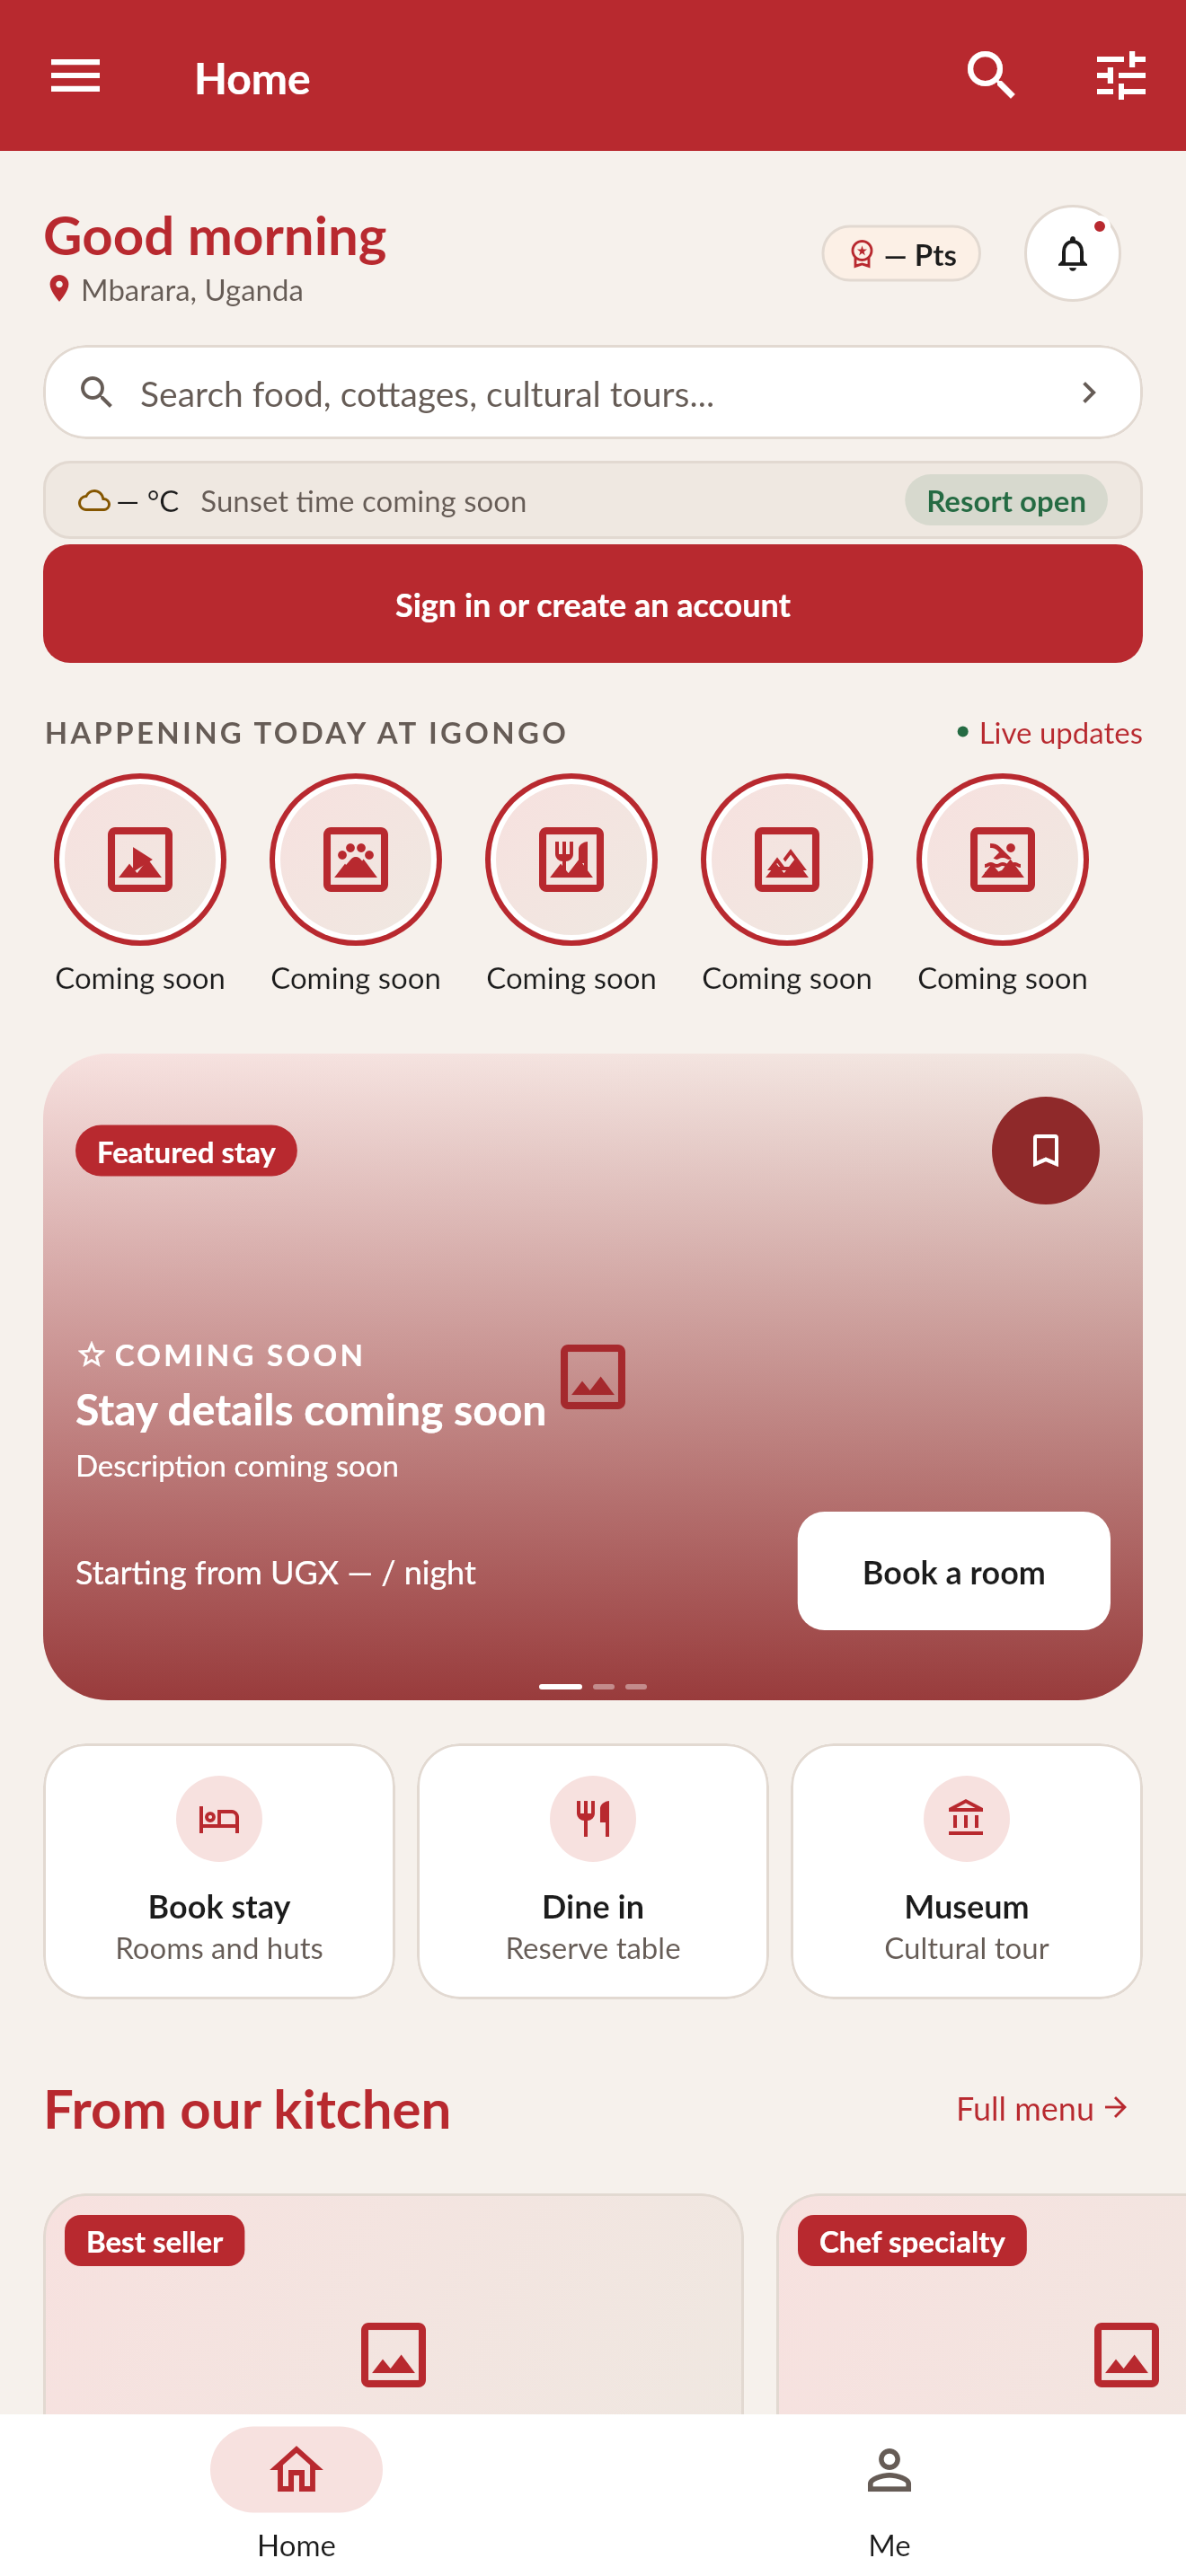 Home
Good morning
Mbarara, Uganda
— Pts
Search food, cottages, cultural tours...
— °C Sunset time coming soon
Resort open
Sign in or create an account
HAPPENING TODAY AT IGONGO
• Live updates
Coming soon
Coming soon
Coming soon
Coming soon
Coming soon
Featured stay
COMING SOON
Stay details coming soon
Description coming soon
Starting from UGX — / night
Book a room
Book stay
Rooms and huts
Dine in
Reserve table
Museum
Cultural tour
From our kitchen
Full menu →
Best seller
Chef specialty
Home
Me